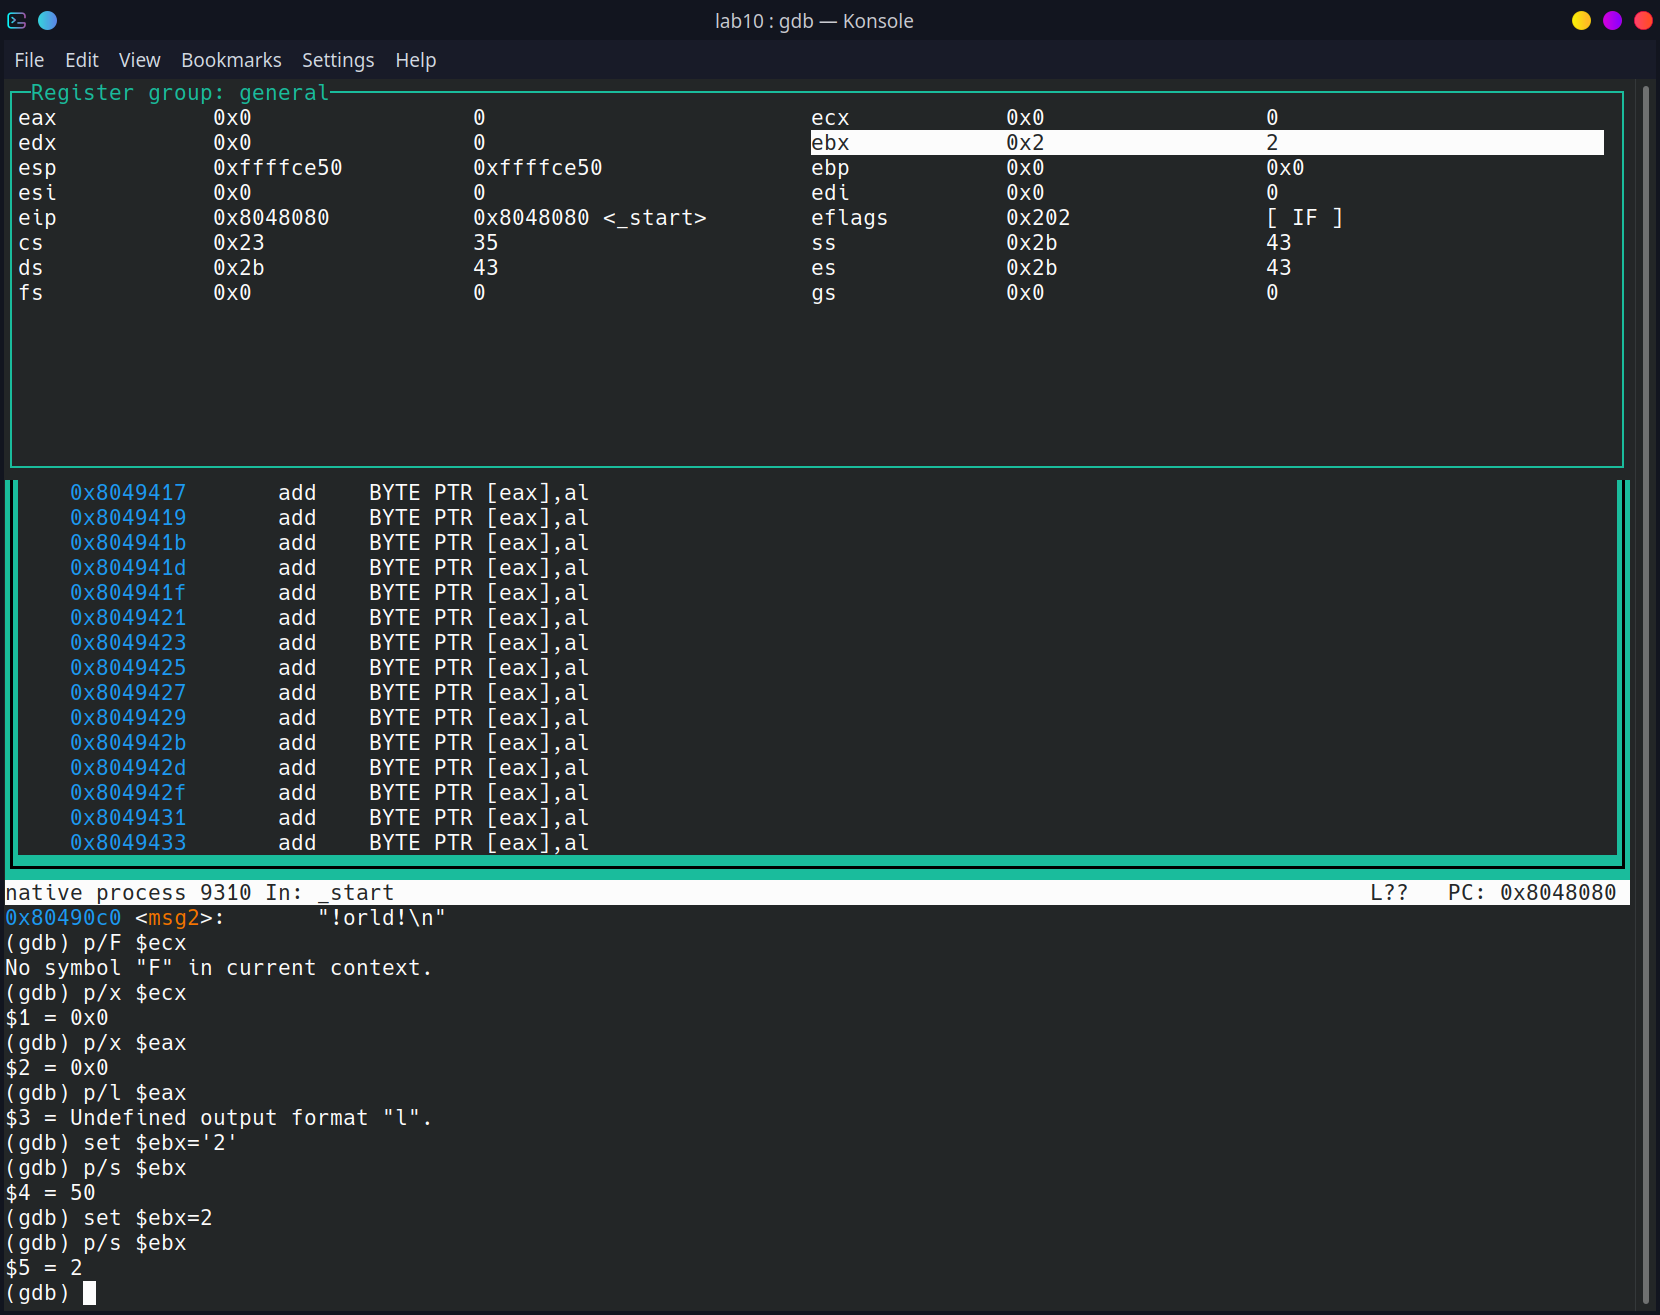 lab10 : gdb — Konsole
File Edit View Bookmarks Settings Help
Register group: general
eax 0x0 0 ecx 0x0 0
edx 0x0 0 ebx 0x2 2
esp 0xffffce50 0xffffce50 ebp 0x0 0x0
esi 0x0 0 edi 0x0 0
eip 0x8048080 0x8048080 <_start> eflags 0x202 [ IF ]
cs 0x23 35 ss 0x2b 43
ds 0x2b 43 es 0x2b 43
fs 0x0 0 gs 0x0 0
0x8049417 add BYTE PTR [eax],al
0x8049419 add BYTE PTR [eax],al
0x804941b add BYTE PTR [eax],al
0x804941d add BYTE PTR [eax],al
0x804941f add BYTE PTR [eax],al
0x8049421 add BYTE PTR [eax],al
0x8049423 add BYTE PTR [eax],al
0x8049425 add BYTE PTR [eax],al
0x8049427 add BYTE PTR [eax],al
0x8049429 add BYTE PTR [eax],al
0x804942b add BYTE PTR [eax],al
0x804942d add BYTE PTR [eax],al
0x804942f add BYTE PTR [eax],al
0x8049431 add BYTE PTR [eax],al
0x8049433 add BYTE PTR [eax],al
native process 9310 In: _start L?? PC: 0x8048080
0x80490c0 <msg2>: "!orld!\n"
(gdb) p/F $ecx
No symbol "F" in current context.
(gdb) p/x $ecx
$1 = 0x0
(gdb) p/x $eax
$2 = 0x0
(gdb) p/l $eax
$3 = Undefined output format "l".
(gdb) set $ebx='2'
(gdb) p/s $ebx
$4 = 50
(gdb) set $ebx=2
(gdb) p/s $ebx
$5 = 2
(gdb)